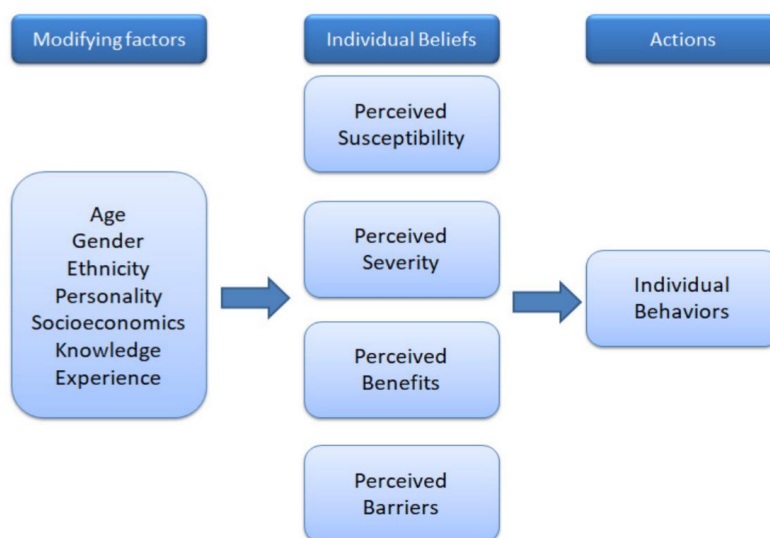 Modifying factors
Individual Beliefs
Actions
Age
Gender
Ethnicity
Personality
Socioeconomics
Knowledge
Experience
Perceived
Susceptibility
Perceived
Severity
Perceived
Benefits
Perceived
Barriers
Individual
Behaviors